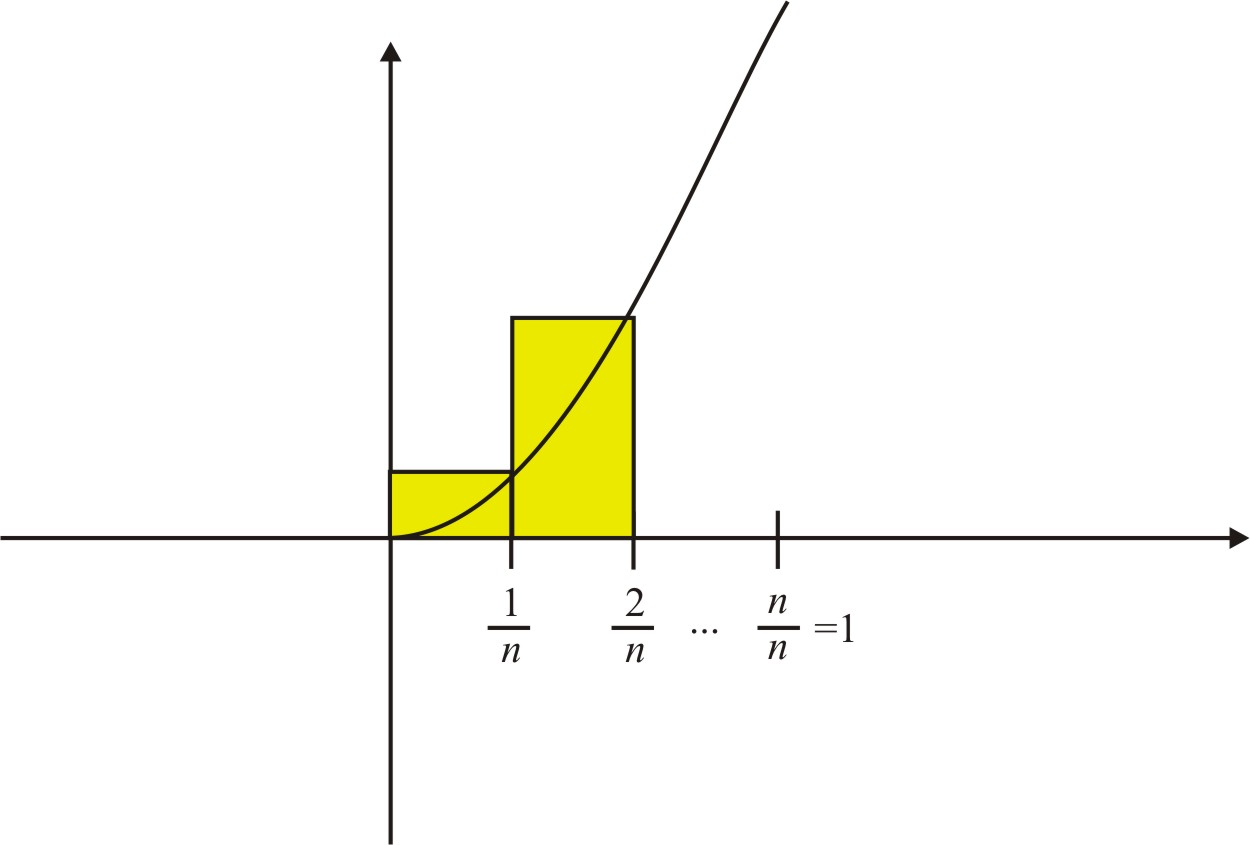 1/n 2/n ... n/n =1